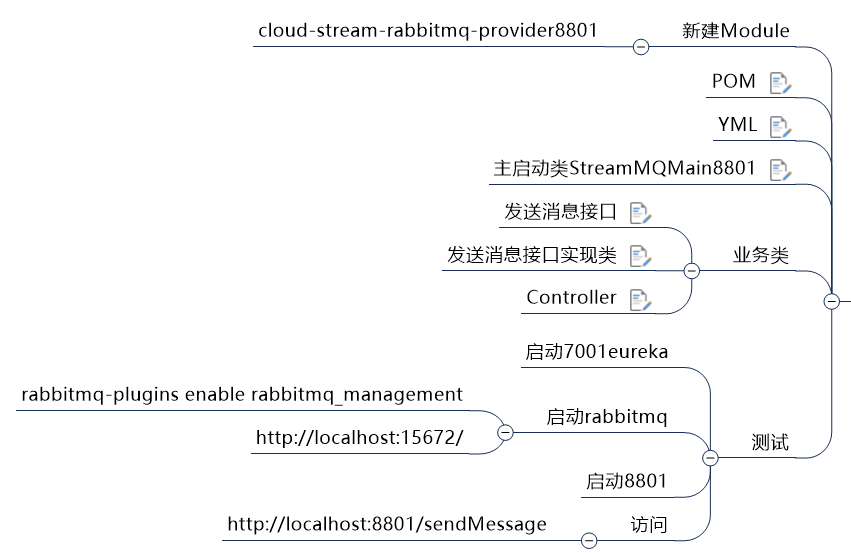 cloud-stream-rabbitmq-provider8801
新建Module
POM
YML
主启动类StreamMQMain8801
发送消息接口
发送消息接口实现类
业务类
Controller
启动7001eureka
rabbitmq-plugins enable rabbitmq_management
启动rabbitmq
http://localhost:15672/
测试
启动8801
http://localhost:8801/sendMessage
访问